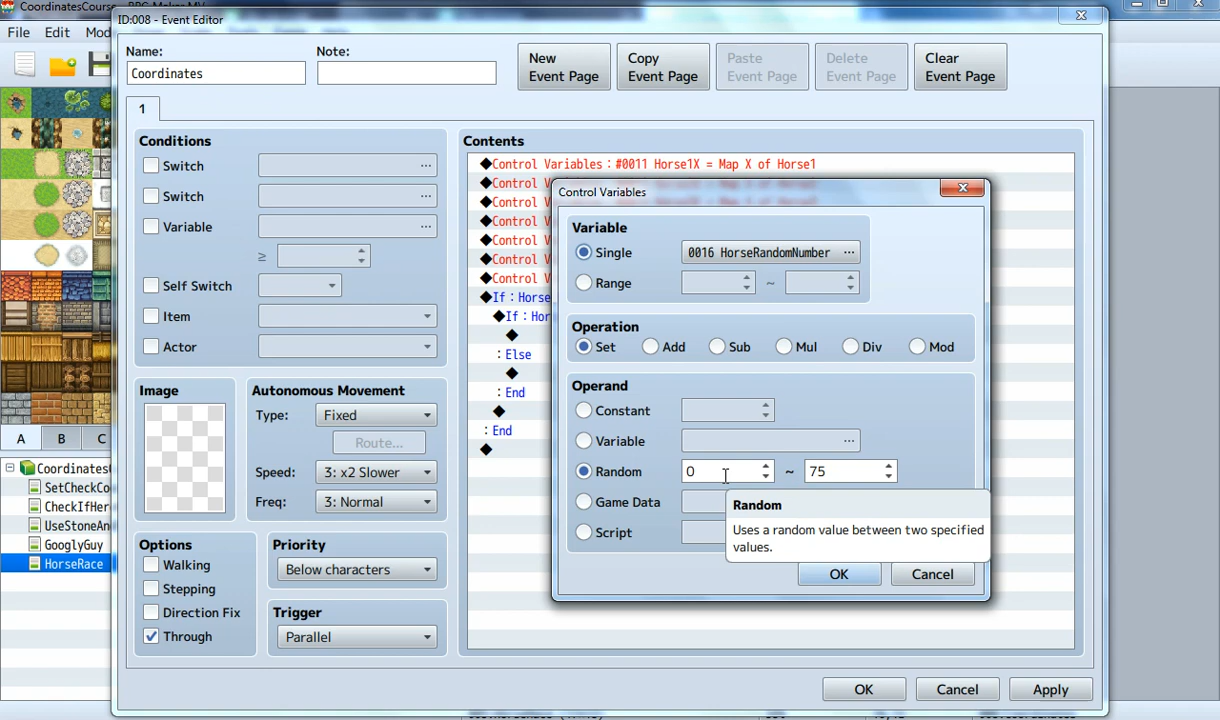 CoordinatesCourse - RPG Maker MV
ID:008 - Event Editor
File Edit Mod
Name:
Coordinates
Note:
New
Event Page
Copy
Event Page
Paste
Event Page
Delete
Event Page
Clear
Event Page
1
Conditions
Switch
Switch
Variable
≥
Self Switch
Item
Actor
Image
Autonomous Movement
Type: Fixed
Route...
Speed: 3: x2 Slower
Freq: 3: Normal
Options
Walking
Stepping
Direction Fix
Through
Priority
Below characters
Trigger
Parallel
Contents
◆Control Variables：#0011 Horse1X = Map X of Horse1
◆Control V
◆Control V
◆Control V
◆Control V
◆Control V
◆Control V
◆If：Horse
◆If：Hor
◆
：Else
◆
：End
◆
：End
◆
Control Variables
Variable
Single 0016 HorseRandomNumber ...
Range ~
Operation
Set Add Sub Mul Div Mod
Operand
Constant
Variable ...
Random 0 ~ 75
Game Data
Script
Random
Uses a random value between two specified
values.
OK Cancel
A B C
Coordinates
SetCheckCo
CheckIfHer
UseStoneAn
GooglyGuy
HorseRace
OK Cancel Apply